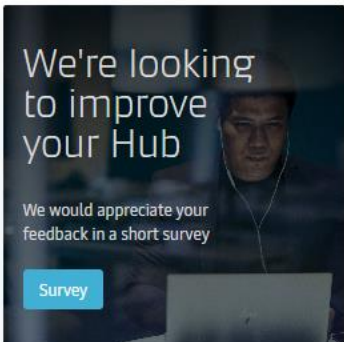 We're looking
to improve
your Hub
We would appreciate your
feedback in a short survey
Survey